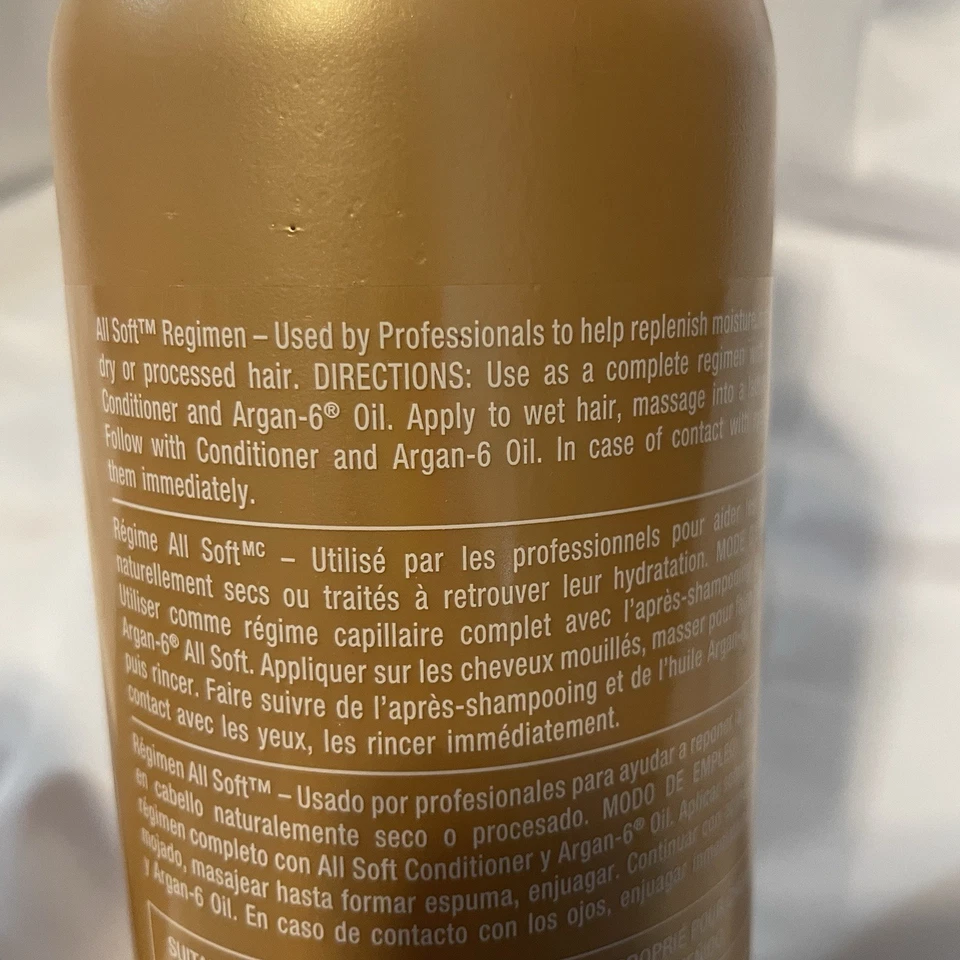 All Soft™ Regimen – Used by Professionals to help replenish moisture
dry or processed hair. DIRECTIONS: Use as a complete regimen
Conditioner and Argan-6® Oil. Apply to wet hair, massage into a
Follow with Conditioner and Argan-6 Oil. In case of contact with
them immediately.
Régime All Soft MC – Utilisé par les professionnels pour aider
naturellement secs ou traités à retrouver leur hydratation. MODE
Utiliser comme régime capillaire complet avec l'après-shampooing
Argan-6® All Soft. Appliquer sur les cheveux mouillés, masser pour
puis rincer. Faire suivre de l'après-shampooing et de l'huile Argan-
contact avec les yeux, les rincer immédiatement.
Régimen All Soft™ – Usado por profesionales para ayudar a reponer
en cabello naturalmente seco o procesado. MODO DE EMPLEO
régimen completo con All Soft Conditioner y Argan-6® Oil. Aplicar
mojado, masajear hasta formar espuma, enjuagar. Continuar con
y Argan-6 Oil. En caso de contacto con los ojos, enjuagar